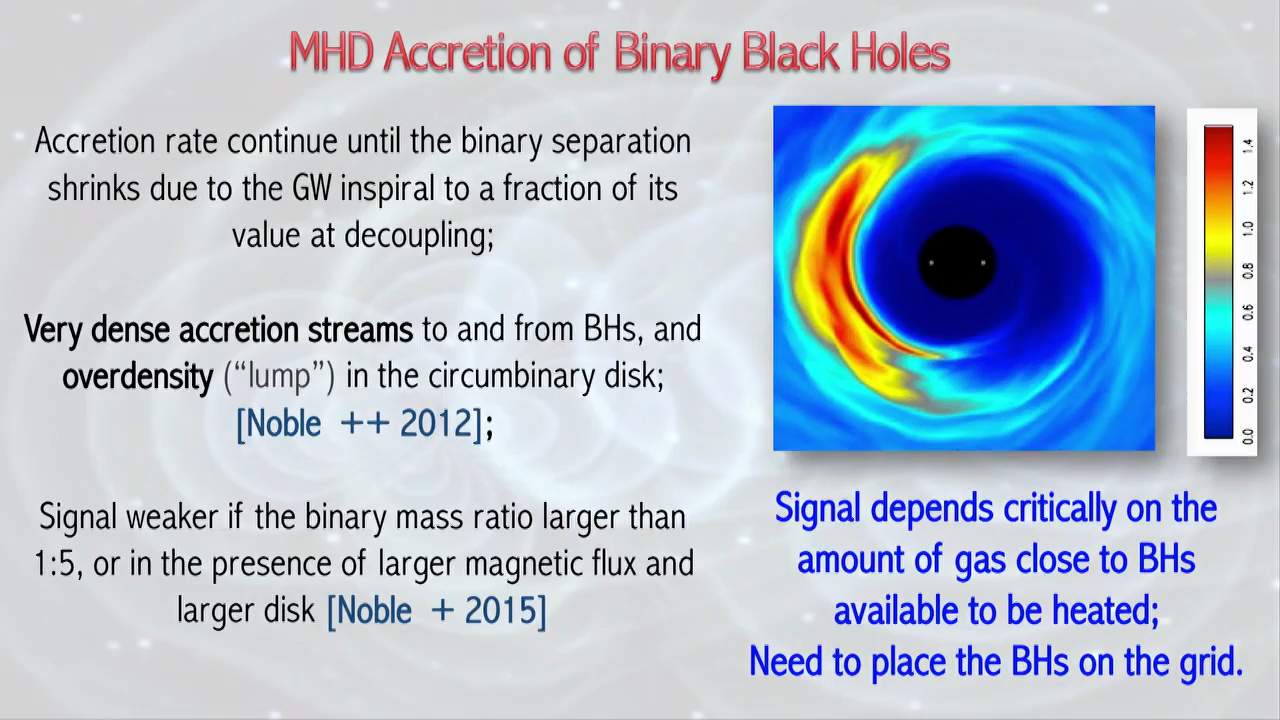 MHD Accretion of Binary Black Holes
Accretion rate continue until the binary separation
shrinks due to the GW inspiral to a fraction of its
value at decoupling;
Very dense accretion streams to and from BHs, and
overdensity (“lump”) in the circumbinary disk;
[Noble ++ 2012];
Signal weaker if the binary mass ratio larger than
1:5, or in the presence of larger magnetic flux and
larger disk [Noble + 2015]
1.4
1.2
1.0
0.8
0.6
0.4
0.2
0.0
Signal depends critically on the
amount of gas close to BHs
available to be heated;
Need to place the BHs on the grid.